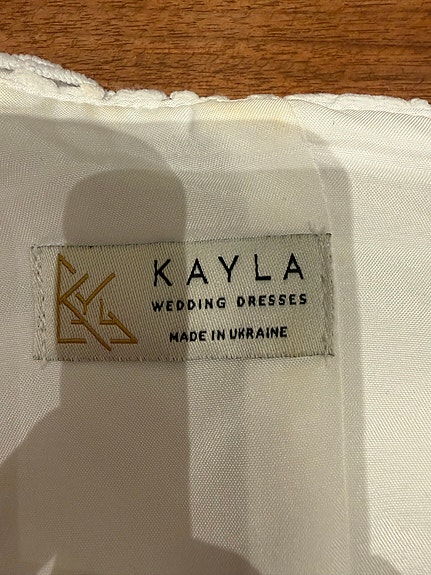 KAYLA
WEDDING DRESSES
MADE IN UKRAINE